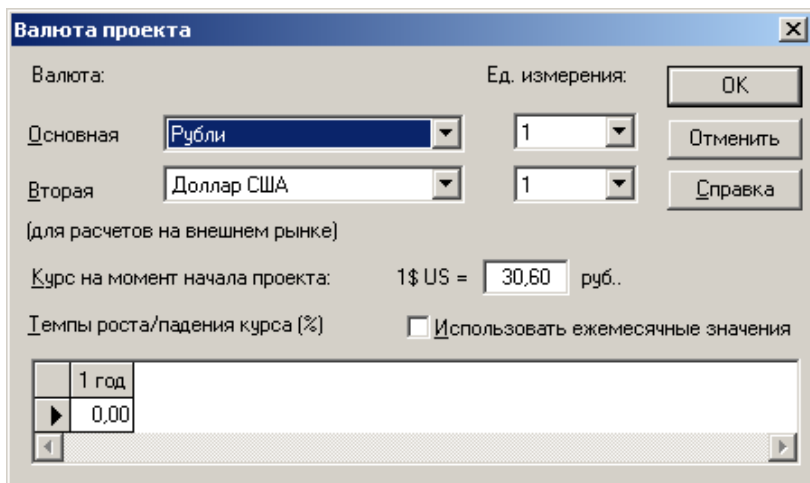 Валюта проекта
Валюта: Ед. измерения: OK
Основная Рубли 1 Отменить
Вторая Доллар США 1 Справка
(для расчетов на внешнем рынке)
Курс на момент начала проекта: 1$ US = 30,60 руб..
Темпы роста/падения курса (%) Использовать ежемесячные значения
1 год
0,00